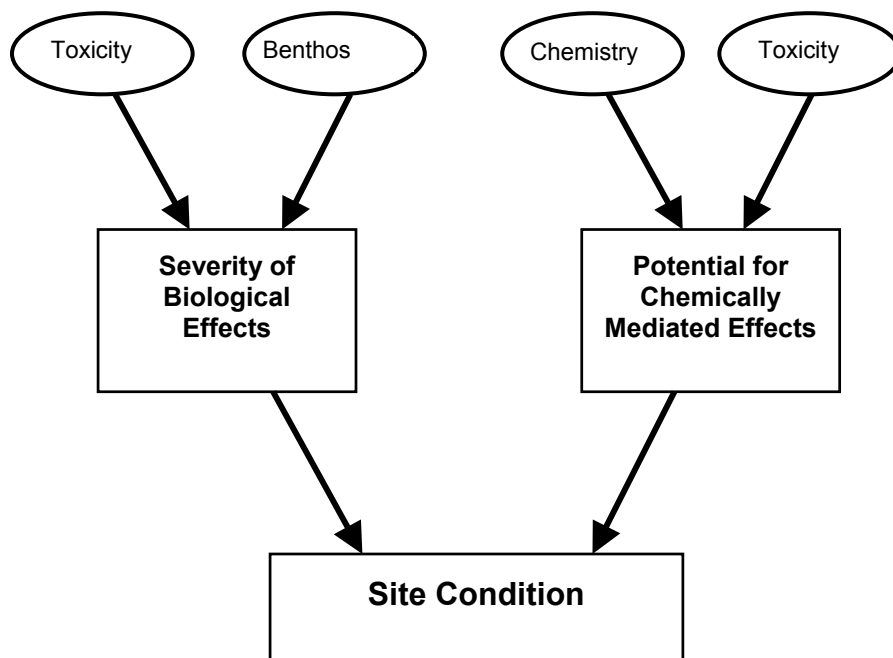 Toxicity
Benthos
Chemistry
Toxicity
Severity of
Biological
Effects
Potential for
Chemically
Mediated Effects
Site Condition